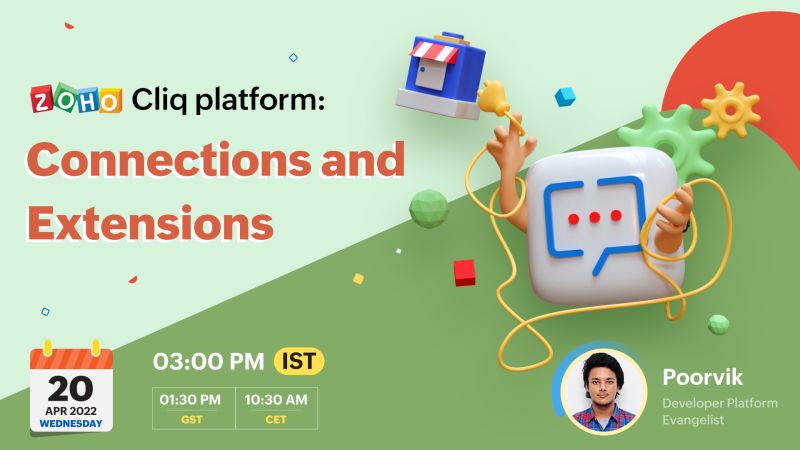 ZOHO Cliq platform:
Connections and
Extensions
20
APR 2022
WEDNESDAY
03:00 PM IST
01:30 PM
GST
10:30 AM
CET
Poorvik
Developer Platform
Evangelist